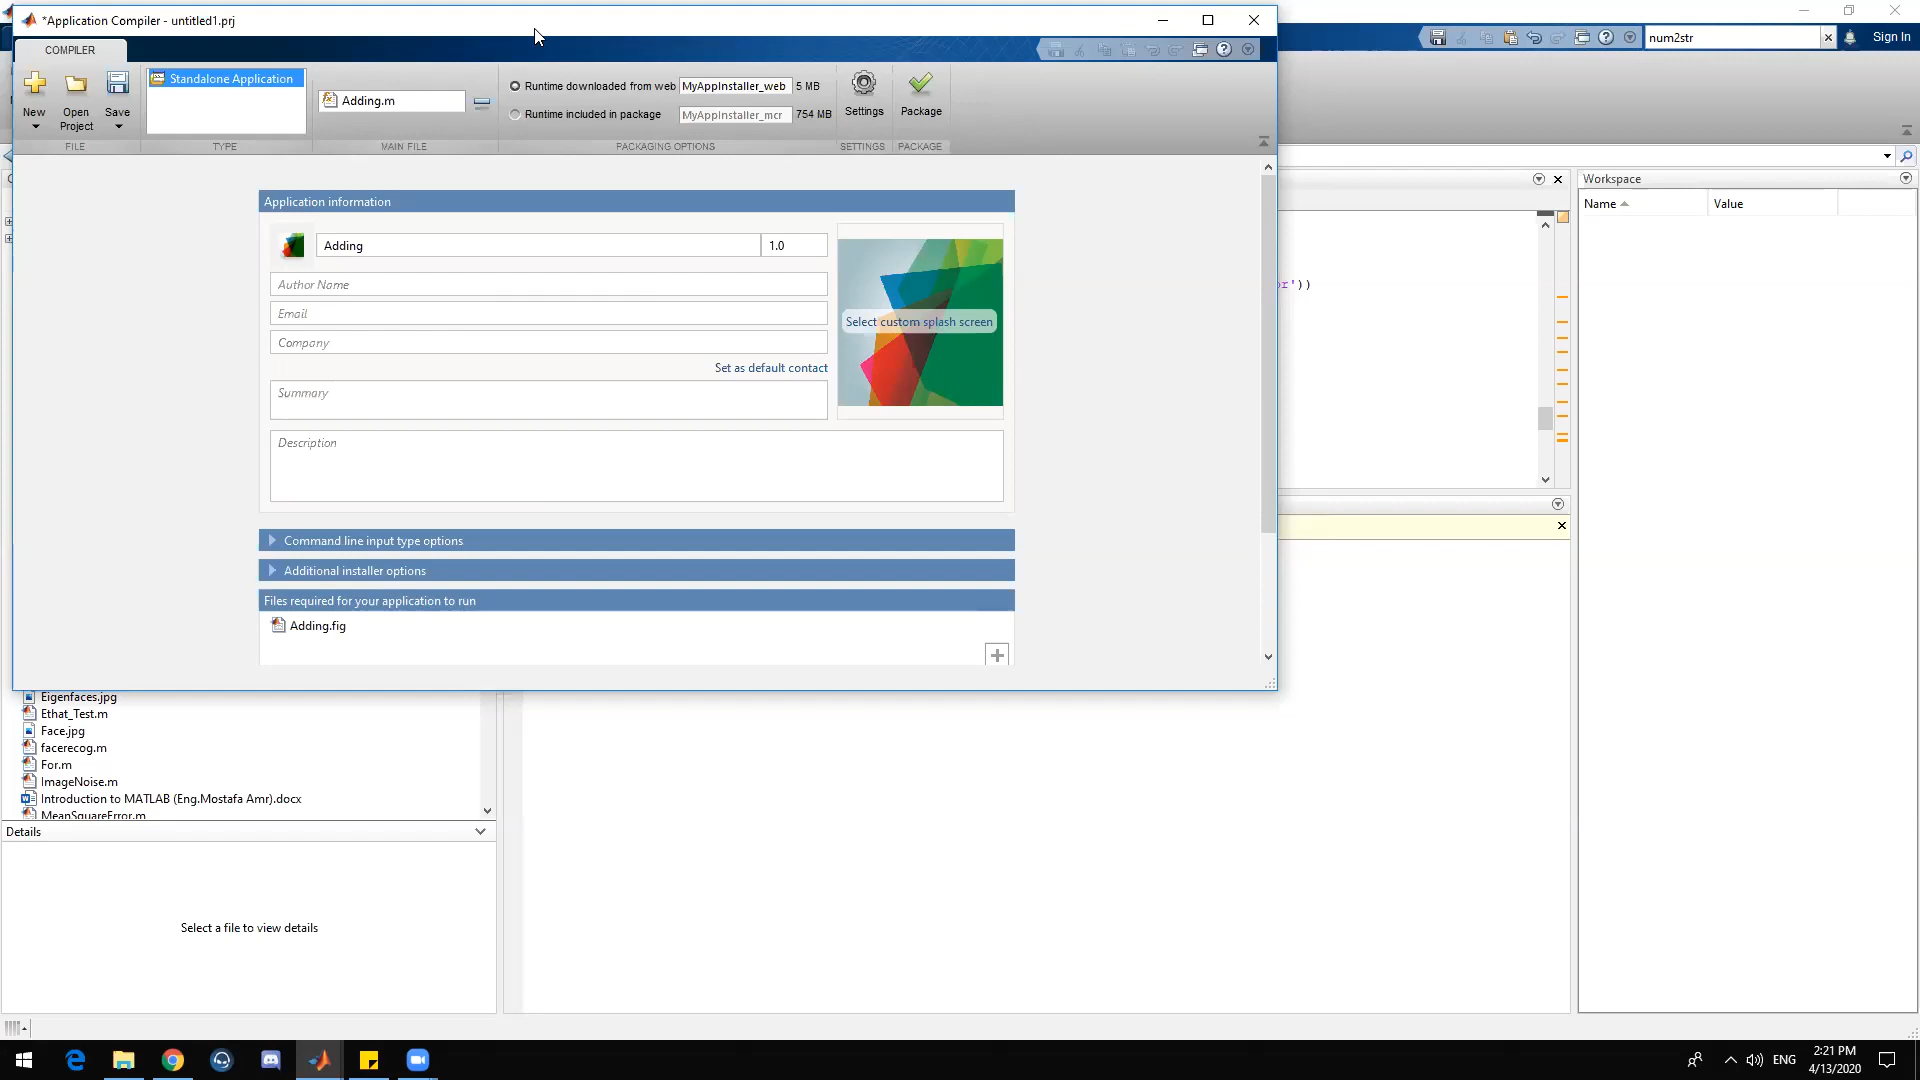 *Application Compiler - untitled1.prj
COMPILER
num2str
Sign In
New
Open
Project
Save
Standalone Application
Adding.m
Runtime downloaded from web
MyAppInstaller_web
5 MB
Runtime included in package
MyAppInstaller_mcr
754 MB
Settings
Package
FILE
TYPE
MAIN FILE
PACKAGING OPTIONS
SETTINGS
PACKAGE
Workspace
Name
Value
Application information
Adding
1.0
Author Name
Email
Company
Set as default contact
Summary
Description
Select custom splash screen
'))
Command line input type options
Additional installer options
Files required for your application to run
Adding.fig
Eigenfaces.jpg
Ethat_Test.m
Face.jpg
facerecog.m
For.m
ImageNoise.m
Introduction to MATLAB (Eng.Mostafa Amr).docx
MeanSquareError.m
Details
Select a file to view details
ENG
2:21 PM
4/13/2020